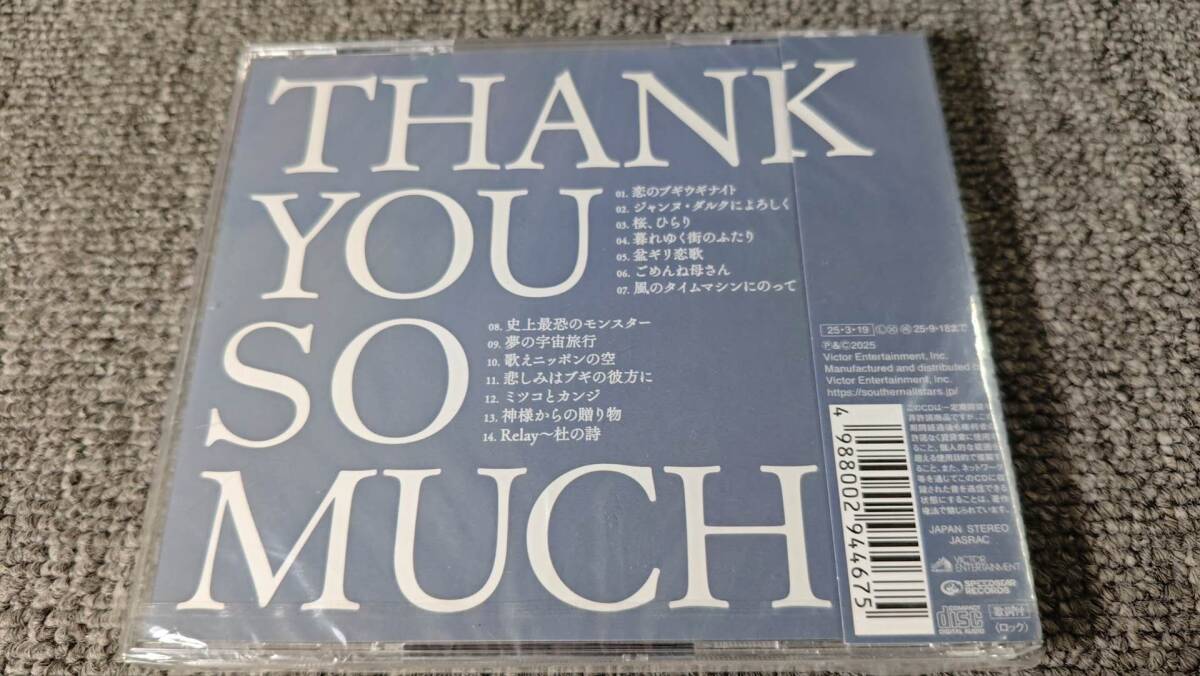 THANK
YOU
01. 恋のブギウギナイト
02. ジャンヌ・ダルクによろしく
03. 桜、ひらり
04. 暮れゆく街のふたり
05. 盆ギリ恋歌
06. ごめんね母さん
07. 風のタイムマシンにのって
SO
08. 史上最恐のモンスター
09. 夢の宇宙旅行
10. 歌えニッポンの空
11. 悲しみはブギの彼方に
12. ミツコとカンジ
13. 神様からの贈り物
14. Relay〜杜の詩
MUCH
25・3・19 Ⓛ Ⓧ 25・9・18まで
Ⓟ&Ⓒ2025
Victor Entertainment, Inc.
Manufactured and distributed
Victor Entertainment, Inc.
https://southernallstars.jp/
4 988002 944675
JAPAN STEREO
JASRAC
VICTOR
ENTERTAINMENT
SPEEDSTAR
RECORDS
COMPACT
disc
DIGITAL AUDIO
歌詞付
〈ロック〉